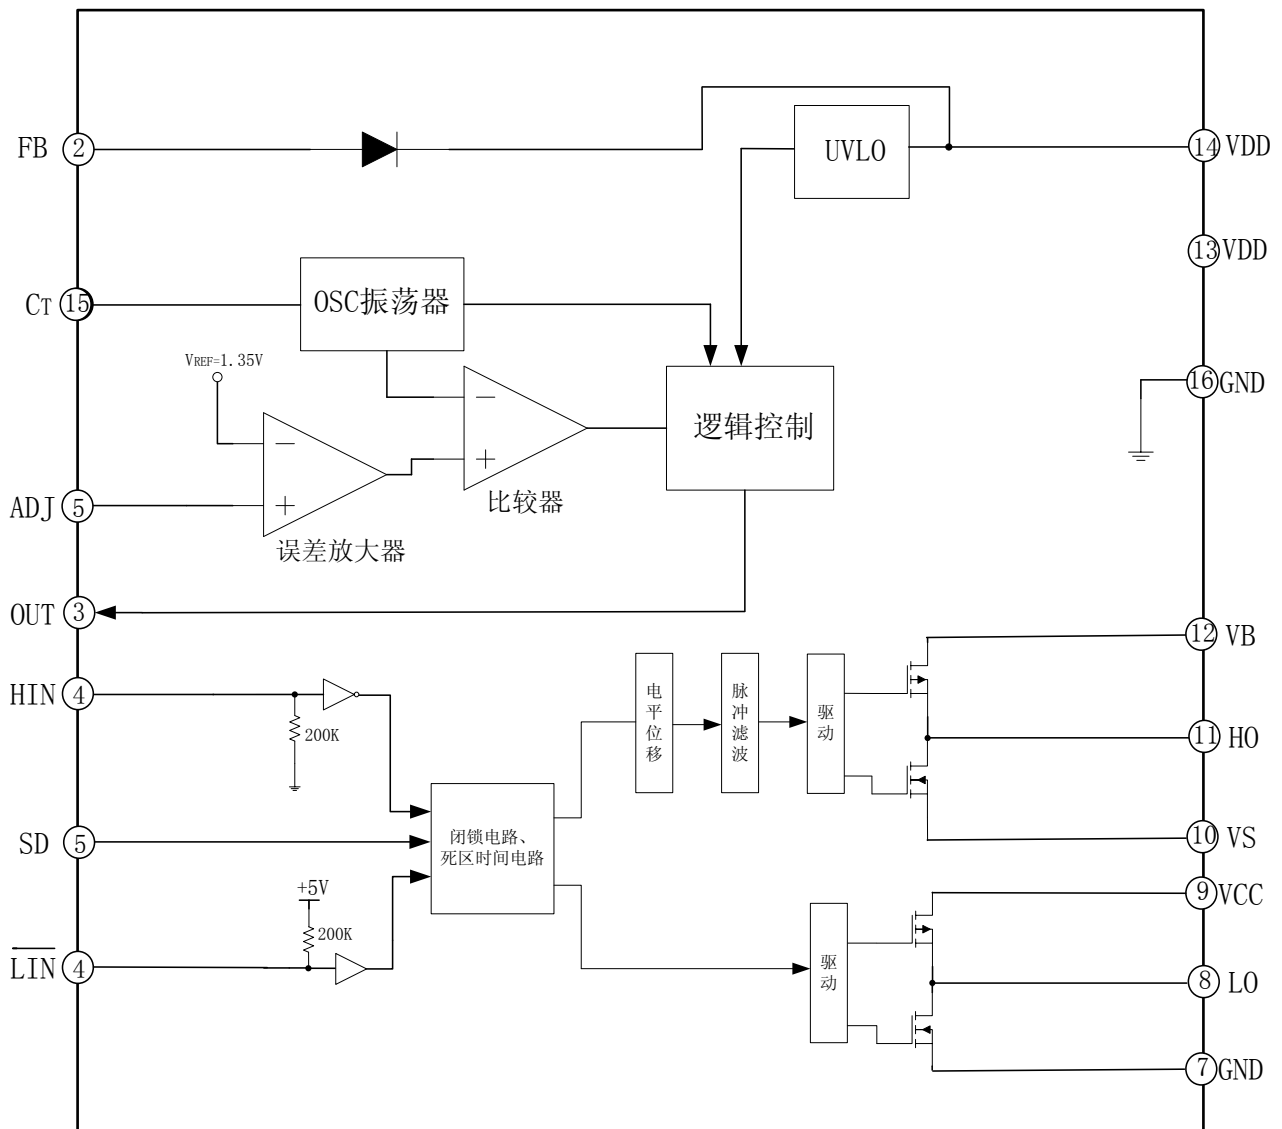 FB 2
UVLO
14 VDD
13 VDD
CT 15
OSC振荡器
VREF=1.35V
16 GND
逻辑控制
比较器
ADJ 5
误差放大器
OUT 3
12 VB
HIN 4
200K
电平位移
脉冲滤波
驱动
11 HO
SD 5
闭锁电路、
死区时间电路
10 VS
+5V
200K
9 VCC
LIN 4
驱动
8 LO
7 GND